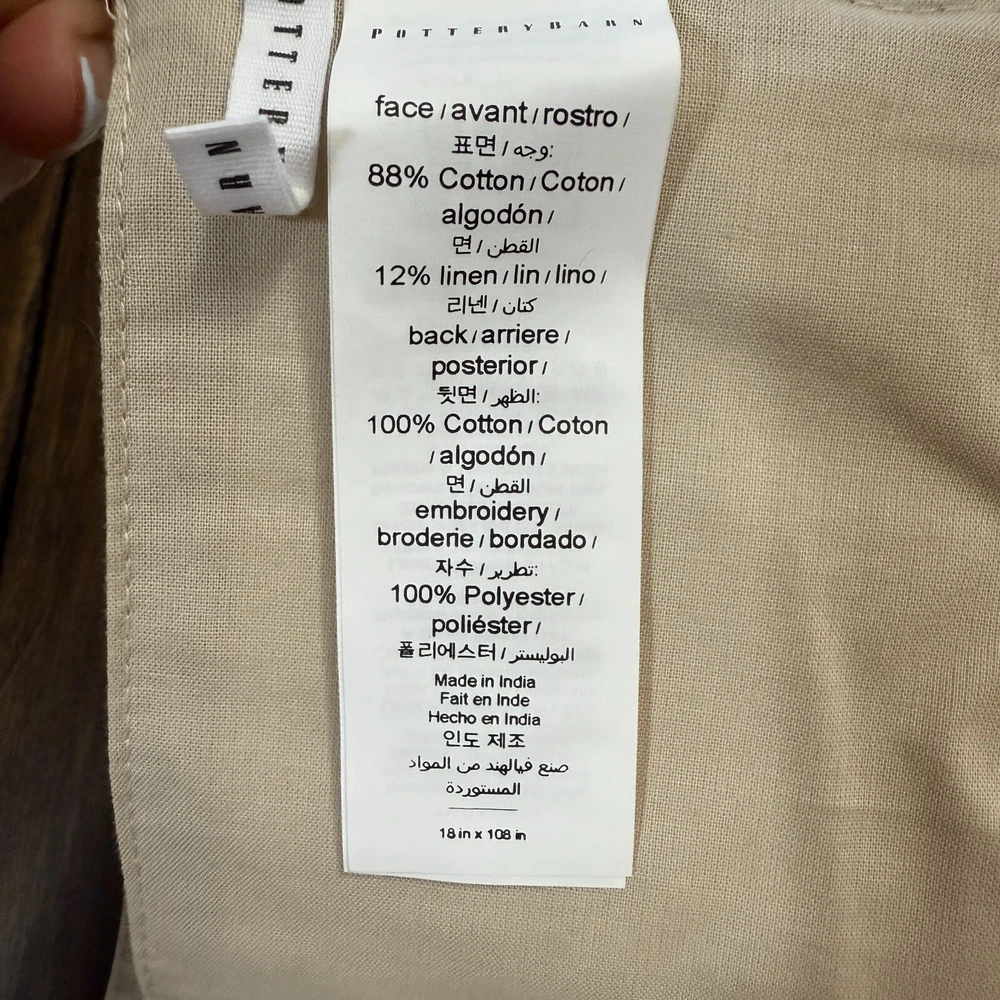 POTTERY BARN
face / avant / rostro /
표면 / وجه:
88% Cotton / Coton /
algodón /
면 / القطن
12% linen / lin / lino /
리넨 / كتان
back / arriere /
posterior /
뒷면 / الظهر:
100% Cotton / Coton
/ algodón /
면 / القطن
embroidery /
broderie / bordado /
자수 / تطريز:
100% Polyester /
poliéster /
폴리에스터 / البوليستر
Made in India
Fait en Inde
Hecho en India
인도 제조
صنع فيالهند من المواد
المستوردة
18 in x 108 in